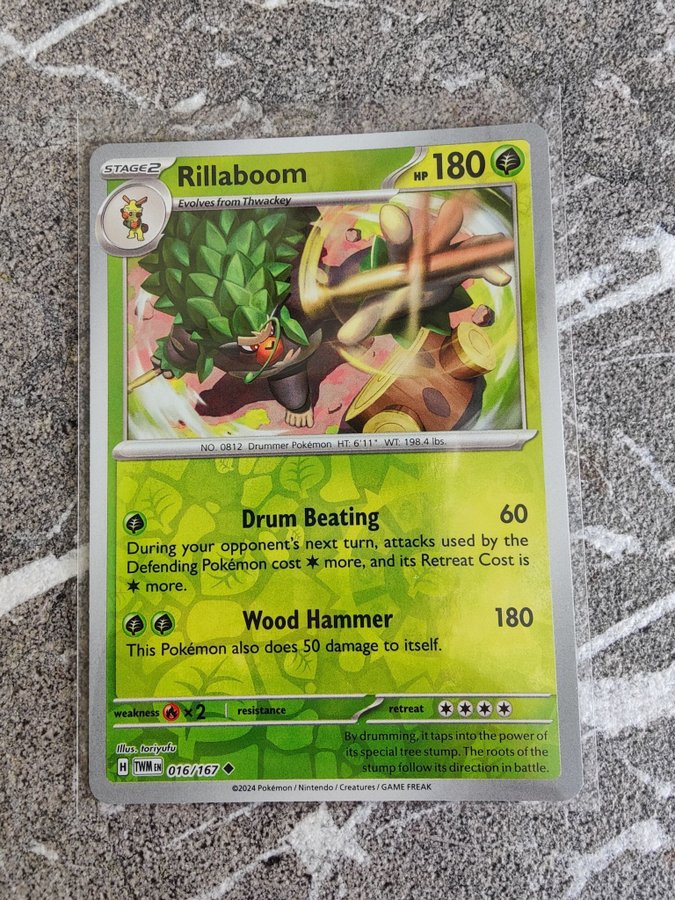 STAGE2
Rillaboom
HP 180
Evolves from Thwackey
NO. 0812 Drummer Pokémon HT: 6'11" WT: 198.4 lbs.
Drum Beating 60
During your opponent's next turn, attacks used by the
Defending Pokémon cost more, and its Retreat Cost is
more.
Wood Hammer 180
This Pokémon also does 50 damage to itself.
weakness ×2 resistance retreat
Illus. toriyufu
By drumming, it taps into the power of
its special tree stump. The roots of the
stump follow its direction in battle.
H TWM EN 016/167
©2024 Pokémon / Nintendo / Creatures / GAME FREAK